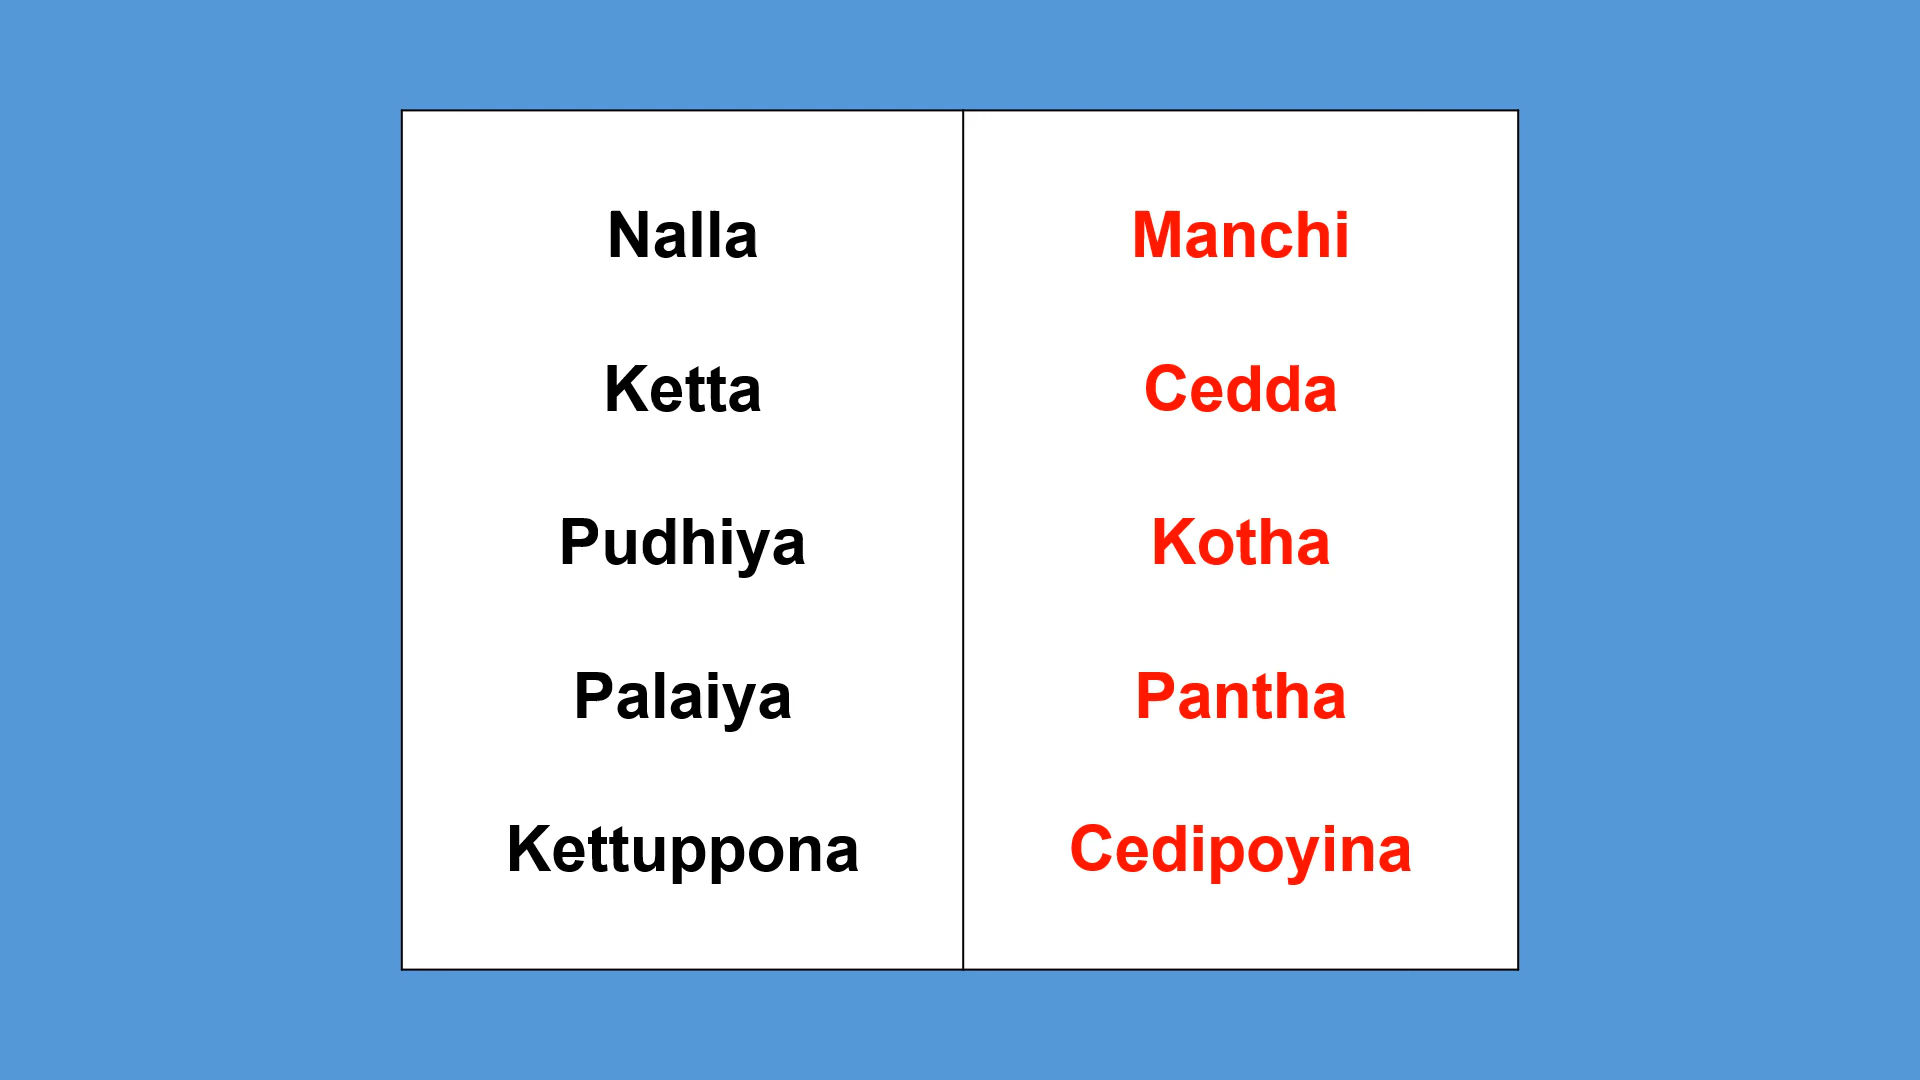 Nalla Manchi
Ketta Cedda
Pudhiya Kotha
Palaiya Pantha
Kettuppona Cedipoyina